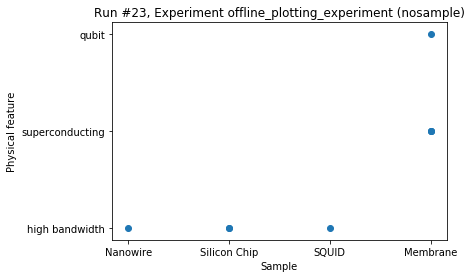 Run #23, Experiment offline_plotting_experiment (nosample)
qubit
superconducting
high bandwidth
Physical feature
Nanowire Silicon Chip SQUID Membrane
Sample